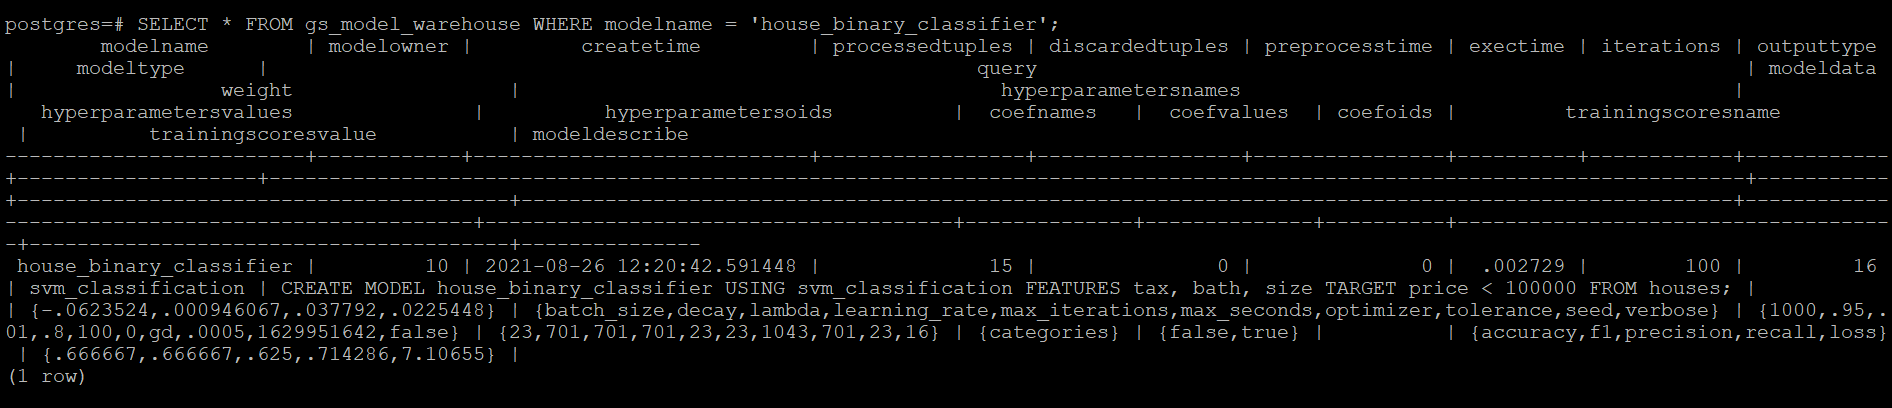 postgres=# SELECT * FROM gs_model_warehouse WHERE modelname = 'house_binary_classifier';
        modelname        | modelowner |         createtime         | processedtuples | discardedtuples | preprocesstime | exectime | iterations | outputtype
|     modeltype      |                                                           query                                                           | modeldata
|                 weight                  |                                        hyperparametersnames                                         |
   hyperparametersvalues               |          hyperparametersoids          |  coefnames   |  coefvalues  | coefoids |         trainingscoresname
 |          trainingscoresvalue           | modeldescribe
-------------------------+------------+----------------------------+-----------------+-----------------+----------------+----------+------------+------------
+--------------------+---------------------------------------------------------------------------------------------------------------------------+-----------
+-----------------------------------------+-----------------------------------------------------------------------------------------------------+------------
---------------------------------------+---------------------------------------+--------------+--------------+----------+------------------------------------
-+----------------------------------------+---------------
 house_binary_classifier |         10 | 2021-08-26 12:20:42.591448 |              15 |               0 |              0 |  .002729 |        100 |         16
| svm_classification | CREATE MODEL house_binary_classifier USING svm_classification FEATURES tax, bath, size TARGET price < 100000 FROM houses; |
| {-.0623524,.000946067,.037792,.0225448} | {batch_size,decay,lambda,learning_rate,max_iterations,max_seconds,optimizer,tolerance,seed,verbose} | {1000,.95,.
01,.8,100,0,gd,.0005,1629951642,false} | {23,701,701,701,23,23,1043,701,23,16} | {categories} | {false,true} |          | {accuracy,f1,precision,recall,loss}
 | {.666667,.666667,.625,.714286,7.10655} |
(1 row)